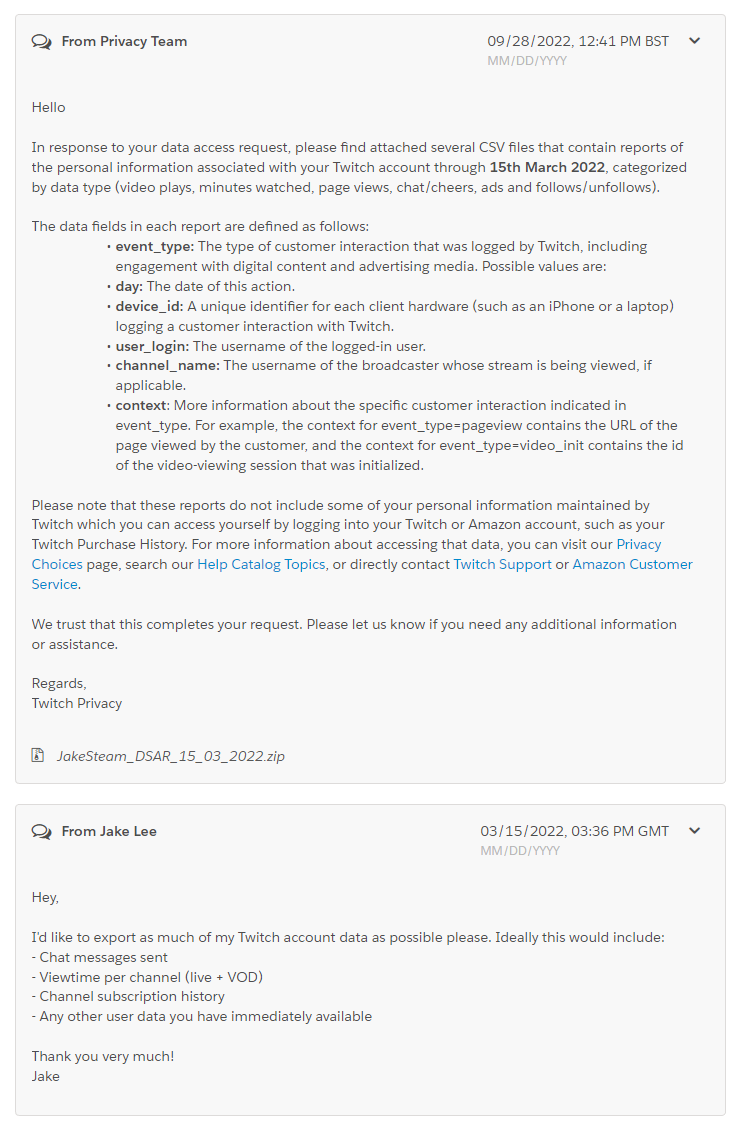 From Privacy Team
09/28/2022, 12:41 PM BST
MM/DD/YYYY
Hello
In response to your data access request, please find attached several CSV files that contain reports of
the personal information associated with your Twitch account through 15th March 2022, categorized
by data type (video plays, minutes watched, page views, chat/cheers, ads and follows/unfollows).
The data fields in each report are defined as follows:
• event_type: The type of customer interaction that was logged by Twitch, including
engagement with digital content and advertising media. Possible values are:
• day: The date of this action.
• device_id: A unique identifier for each client hardware (such as an iPhone or a laptop)
logging a customer interaction with Twitch.
• user_login: The username of the logged-in user.
• channel_name: The username of the broadcaster whose stream is being viewed, if
applicable.
• context: More information about the specific customer interaction indicated in
event_type. For example, the context for event_type=pageview contains the URL of the
page viewed by the customer, and the context for event_type=video_init contains the id
of the video-viewing session that was initialized.
Please note that these reports do not include some of your personal information maintained by
Twitch which you can access yourself by logging into your Twitch or Amazon account, such as your
Twitch Purchase History. For more information about accessing that data, you can visit our Privacy
Choices page, search our Help Catalog Topics, or directly contact Twitch Support or Amazon Customer
Service.
We trust that this completes your request. Please let us know if you need any additional information
or assistance.
Regards,
Twitch Privacy
JakeSteam_DSAR_15_03_2022.zip
From Jake Lee
03/15/2022, 03:36 PM GMT
MM/DD/YYYY
Hey,
I'd like to export as much of my Twitch account data as possible please. Ideally this would include:
- Chat messages sent
- Viewtime per channel (live + VOD)
- Channel subscription history
- Any other user data you have immediately available
Thank you very much!
Jake